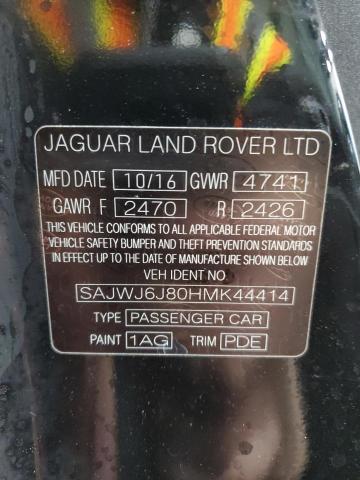 JAGUAR LAND ROVER LTD
MFD DATE 10/16 GVWR 4741
GAWR F 2470 R 2426
THIS VEHICLE CONFORMS TO ALL APPLICABLE FEDERAL MOTOR
VEHICLE SAFETY BUMPER AND THEFT PREVENTION STANDARDS
IN EFFECT UP TO THE DATE OF MANUFACTURE INDICATED ABOVE.
VEH IDENT NO
SAJWJ6J80HMK44414
TYPE PASSENGER CAR
PAINT 1AG TRIM PDE